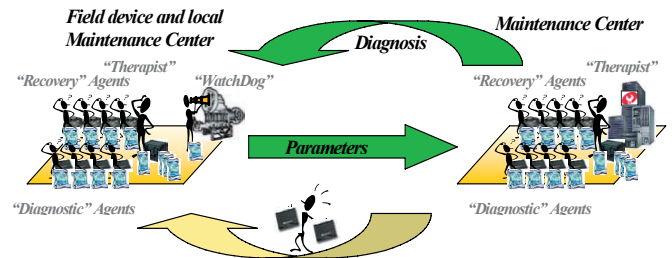 Field device and local
Maintenance Center
Maintenance Center
Diagnosis
"Therapist"
"Recovery" Agents
"WatchDog"
"Therapist"
"Recovery" Agents
Parameters
"Diagnostic" Agents
"Diagnostic" Agents